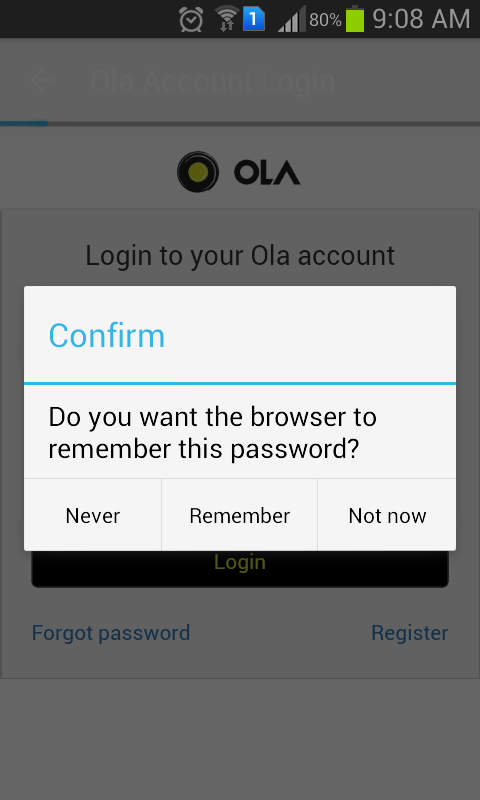 1 80% 9:08 AM
Ola Account Login
OLA
Login to your Ola account
Confirm
Do you want the browser to
remember this password?
Never Remember Not now
Login
Forgot password Register